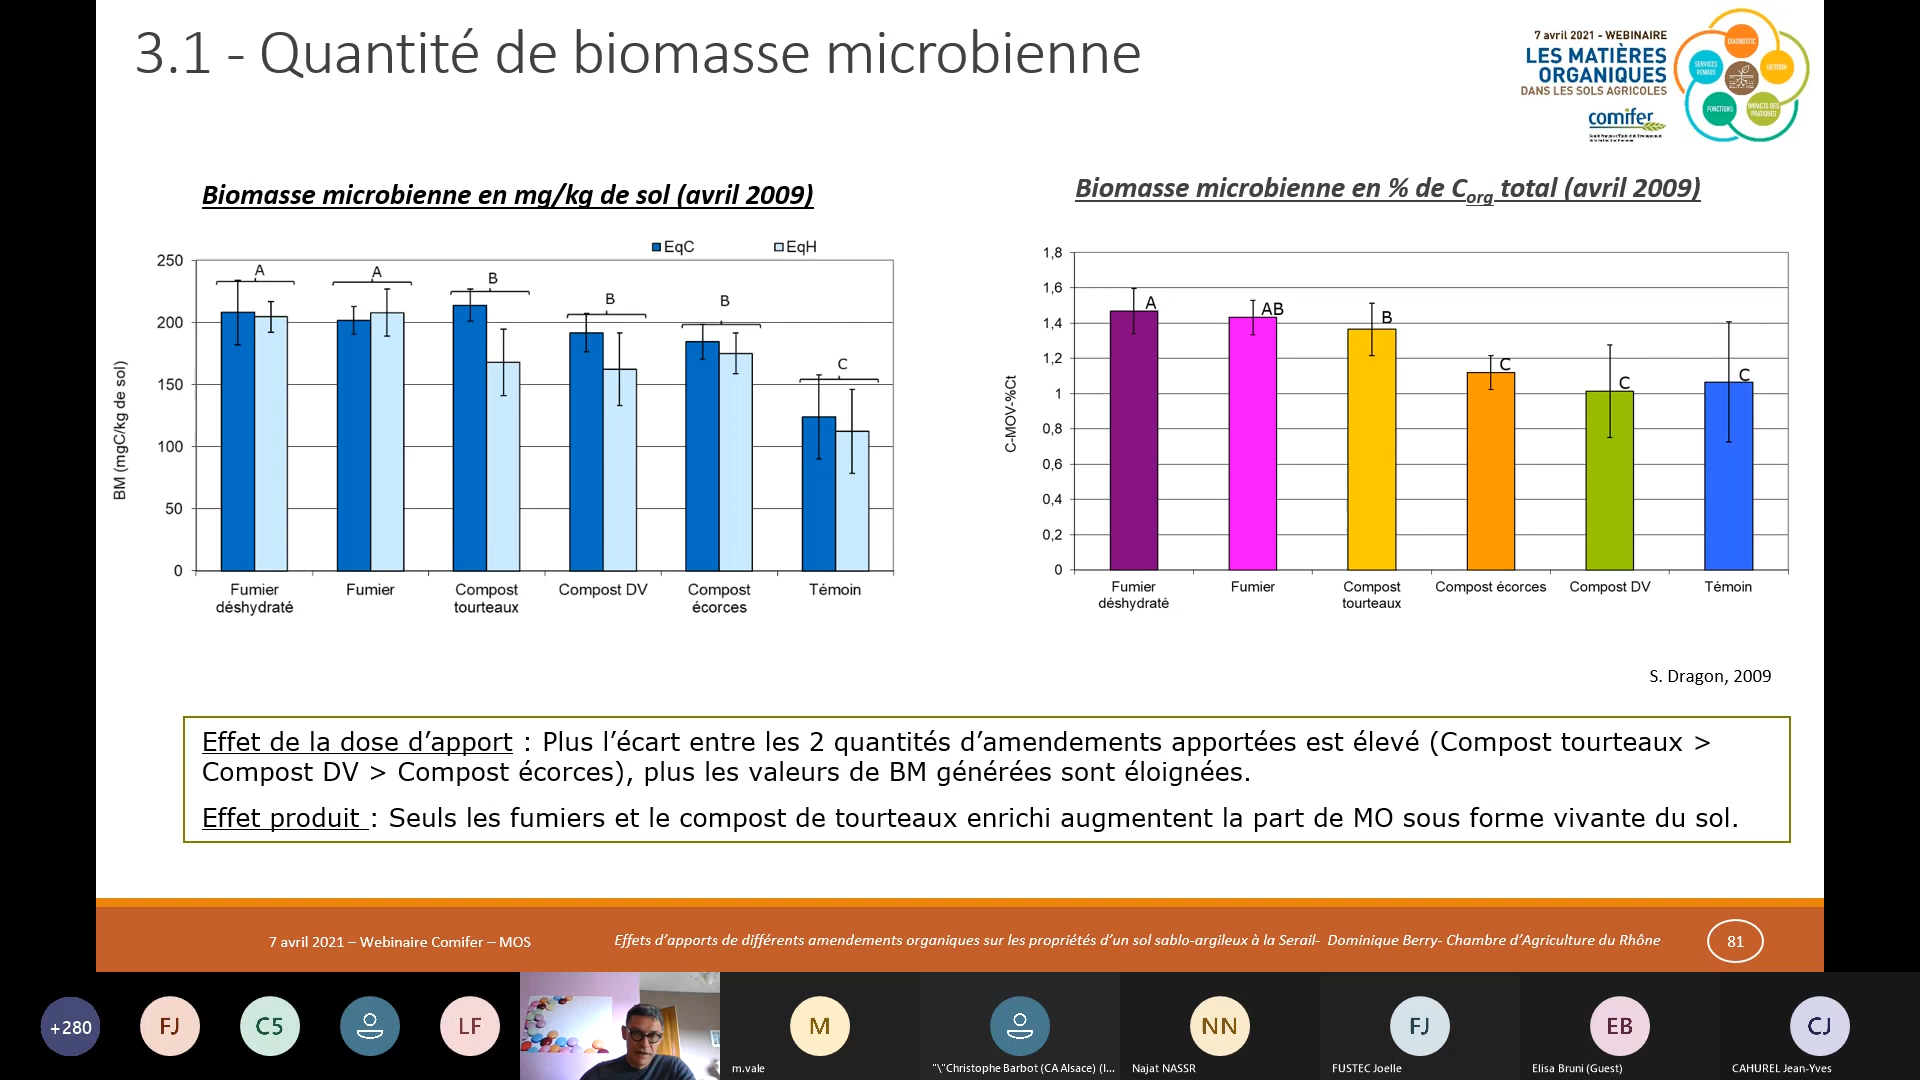 3.1 - Quantité de biomasse microbienne
7 avril 2021 - WEBINAIRE
LES MATIÈRES
ORGANIQUES
DANS LES SOLS AGRICOLES
comifer
DIAGNOSTIC
SERVICES
RENDUS
GESTION
FONCTIONS
IMPACTS DES
PRATIQUES
Biomasse microbienne en mg/kg de sol (avril 2009)
EqC
EqH
BM (mgC/kg de sol)
250
200
150
100
50
0
A
A
B
B
B
C
Fumier
déshydraté
Fumier
Compost
tourteaux
Compost DV
Compost
écorces
Témoin
Biomasse microbienne en % de Corg total (avril 2009)
C-MOV-%Ct
1,8
1,6
1,4
1,2
1
0,8
0,6
0,4
0,2
0
A
AB
B
C
C
C
Fumier
déshydraté
Fumier
Compost
tourteaux
Compost écorces
Compost DV
Témoin
S. Dragon, 2009
Effet de la dose d’apport : Plus l’écart entre les 2 quantités d’amendements apportées est élevé (Compost tourteaux >
Compost DV > Compost écorces), plus les valeurs de BM générées sont éloignées.
Effet produit : Seuls les fumiers et le compost de tourteaux enrichi augmentent la part de MO sous forme vivante du sol.
7 avril 2021 – Webinaire Comifer – MOS
Effets d’apports de différents amendements organiques sur les propriétés d’un sol sablo-argileux à la Serail- Dominique Berry- Chambre d’Agriculture du Rhône
81
+280
FJ
C5
LF
M
m.vale
"\"Christophe Barbot (CA Alsace) (I...
NN
Najat NASSR
FJ
FUSTEC Joelle
EB
Elisa Bruni (Guest)
CJ
CAHUREL Jean-Yves